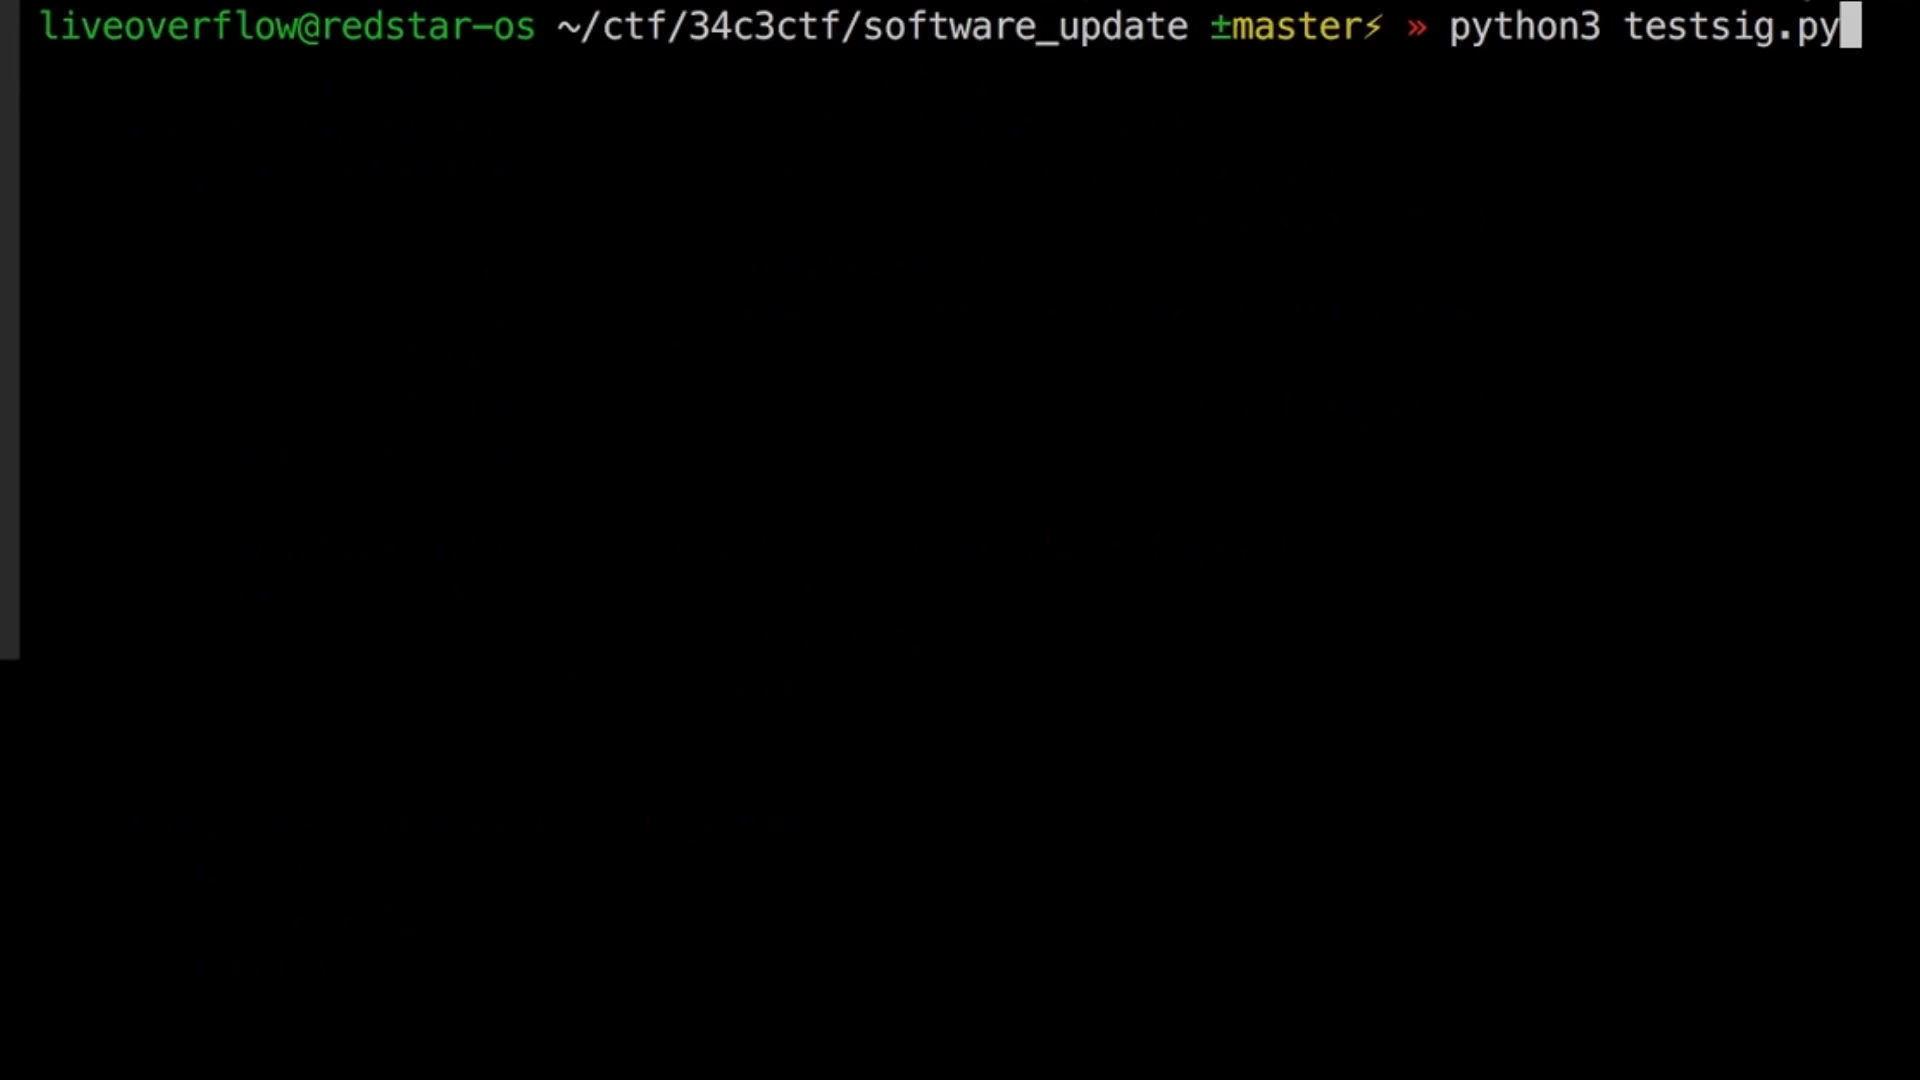 liveoverflow@redstar-os ~/ctf/34c3ctf/software_update ±master⚡ » python3 testsig.py